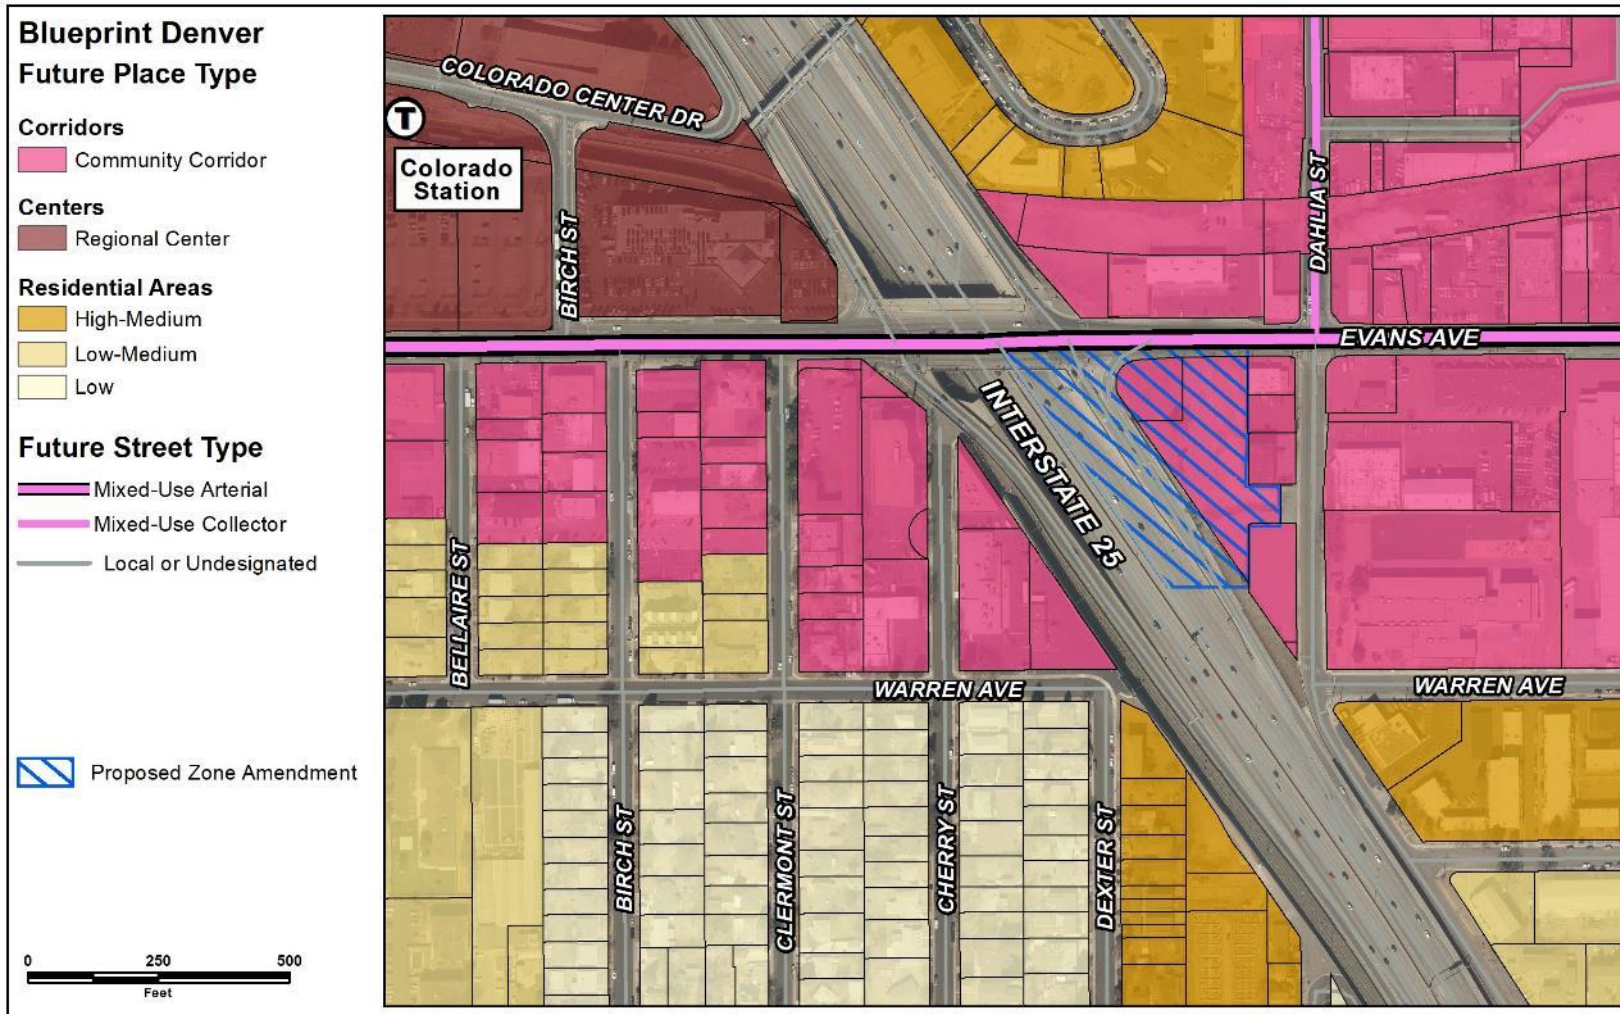 Blueprint Denver
Future Place Type
Corridors
Community Corridor
Centers
Regional Center
Residential Areas
High-Medium
Low-Medium
Low
Future Street Type
Mixed-Use Arterial
Mixed-Use Collector
Local or Undesignated
Proposed Zone Amendment
0 250 500
Feet
COLORADO CENTER DR
T
Colorado
Station
BIRCH ST
DAHLIA ST
EVANS AVE
INTERSTATE 25
BELLAIRE ST
WARREN AVE
WARREN AVE
BIRCH ST
CLERMONT ST
CHERRY ST
DEXTER ST